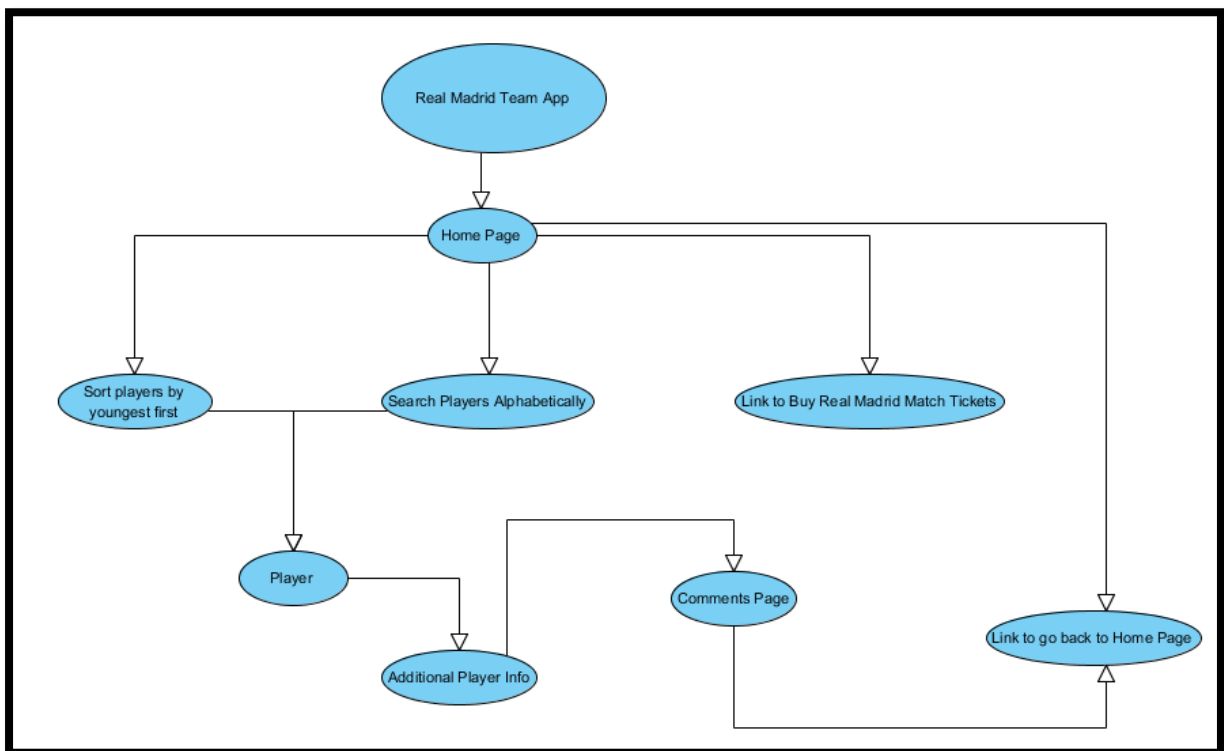 Real Madrid Team App
Home Page
Sort players by
youngest first
Search Players Alphabetically
Link to Buy Real Madrid Match Tickets
Player
Comments Page
Link to go back to Home Page
Additional Player Info